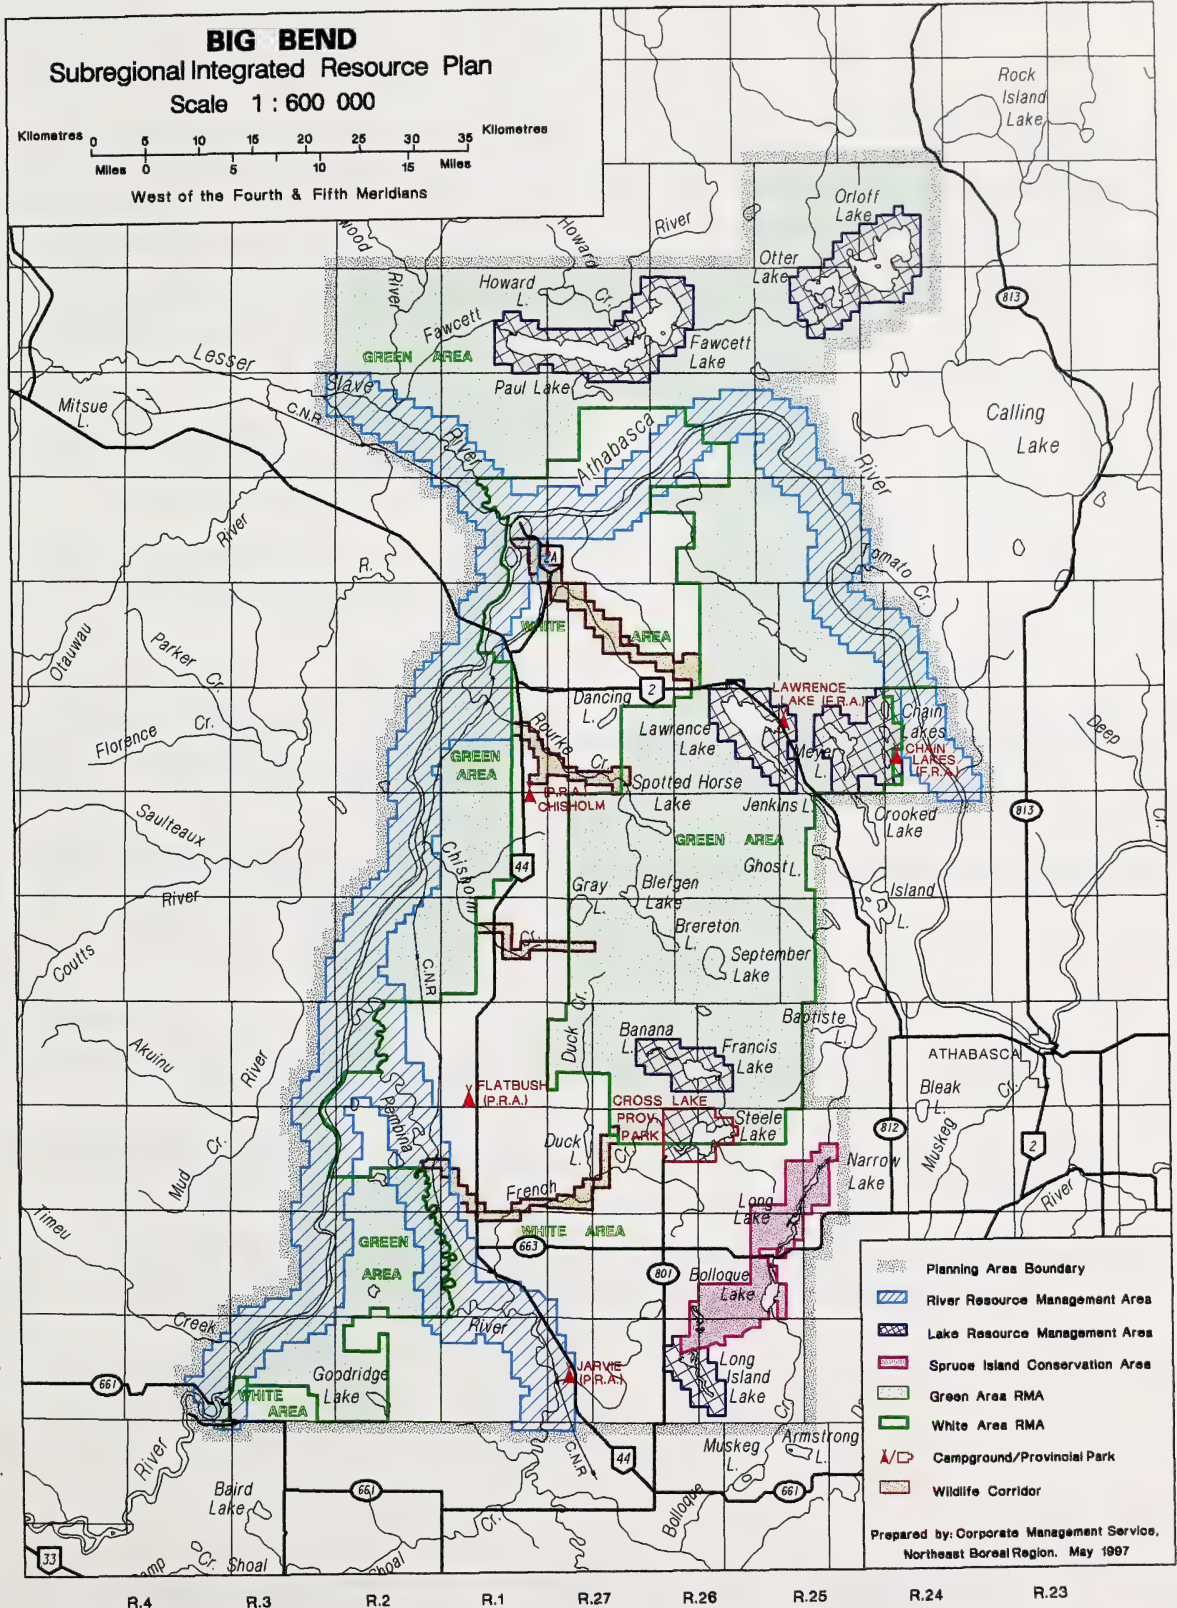 BIG BEND
Subregional Integrated Resource Plan
Scale 1 : 600 000
Kilometres 0 5 10 15 20 25 30 35 Kilometres
Miles 0 5 10 15 Miles
West of the Fourth & Fifth Meridians
Rock
Island
Lake
Orloff
Lake
Otter
Lake
wood
River
Howard
Cr.
River
Howard
L.
Fawcett
Fawcett
Lake
GREEN AREA
Paul Lake
813
Lesser
Slave
River
C.N.R.
Mitsue
L.
Calling
Lake
Athabasca
River
River
R.
2A
Tomato
Cr.
WHITE AREA
Otauwau
Parker
Cr.
Florence
Cr.
Dancing
L.
2
LAWRENCE
LAKE (F.R.A.)
Lawrence
Lake
Meyer
L.
Chain
Lakes
CHAIN
LAKES
(F.R.A.)
Deep
Cr.
Rourke
Cr.
GREEN
AREA
(P.R.A.)
CHISHOLM
Spotted Horse
Lake
Jenkins L.
Crooked
Lake
813
Saulteaux
River
Chisholm
Cr.
GREEN AREA
Ghost L.
44
Gray
L.
Blefgen
Lake
Island
L.
Brereton
L.
September
Lake
Coutts
C.N.R
Duck
Cr.
Baptiste
Banana
L.
Francis
Lake
ATHABASCA
Akuinu
River
FLATBUSH
(P.R.A.)
CROSS LAKE
PROV.
PARK
Steele
Lake
Bleak
L.
Muskeg
Cr.
812
2
Pembina
Duck
L.
Cr.
Mud
Cr.
French
Narrow
Lake
Long
Lake
River
Timeu
Creek
WHITE AREA
663
GREEN
AREA
801
Bolloque
Lake
River
Goodridge
Lake
JARVIE
(P.R.A.)
Long
Island
Lake
661
WHITE
AREA
Cr.
River
Muskeg
L.
Armstrong
L.
C.N.R
44
Baird
Lake
661
661
Cr.
Bolloque
33
amp
Cr.
Shoal
Shoal
Planning Area Boundary
River Resource Management Area
Lake Resource Management Area
Spruce Island Conservation Area
Green Area RMA
White Area RMA
Campground/Provincial Park
Wildlife Corridor
Prepared by: Corporate Management Service,
Northeast Boreal Region. May 1997
R.4 R.3 R.2 R.1 R.27 R.26 R.25 R.24 R.23